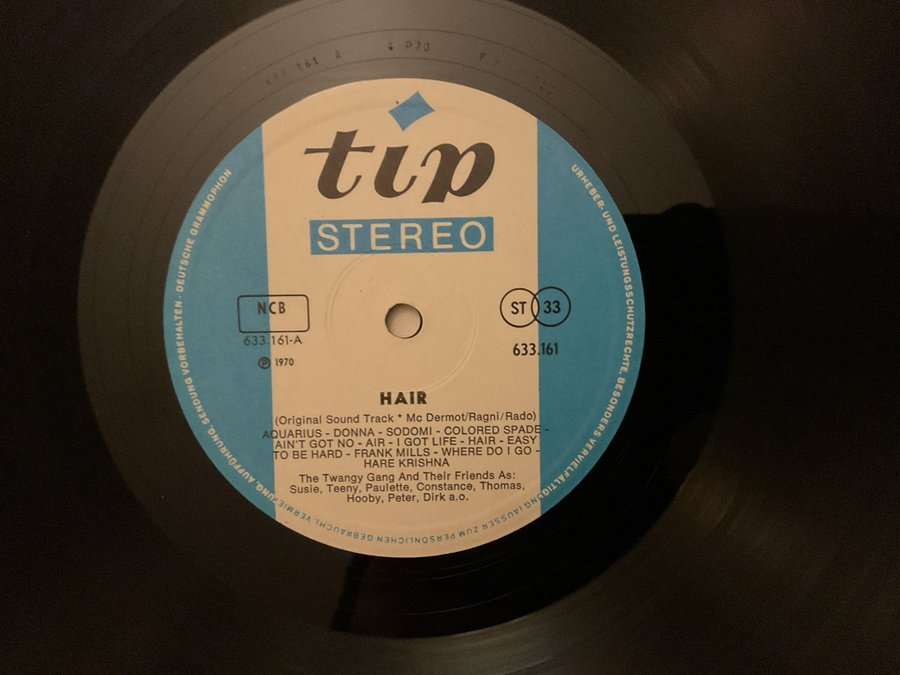 tip
STEREO
NCB
633.161-A
℗ 1970
ST 33
633.161
HAIR
(Original Sound Track * Mc Dermot/Ragni/Rado)
AQUARIUS - DONNA - SODOMI - COLORED SPADE -
AIN'T GOT NO - AIR - I GOT LIFE - HAIR - EASY
TO BE HARD - FRANK MILLS - WHERE DO I GO -
HARE KRISHNA
The Twangy Gang And Their Friends As:
Susie, Teeny, Paulette, Constance, Thomas,
Hooby, Peter, Dirk a.o.
URHEBER- UND LEISTUNGSSCHUTZRECHTE, BESONDERS VERVIELFÄLTIGUNG (AUSSER ZUM PERSÖNLICHEN GEBRAUCH), VERMIETUNG, AUFFÜHRUNG, SENDUNG VORBEHALTEN · DEUTSCHE GRAMMOPHON